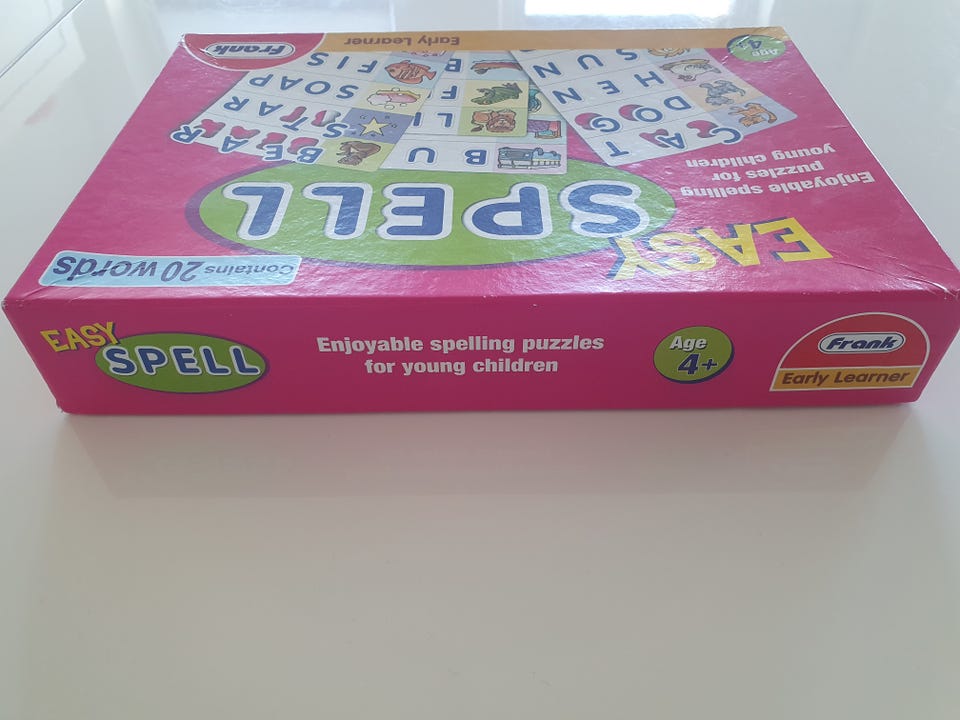 EASY
SPELL
Enjoyable spelling puzzles
for young children
Age
4+
Frank
Early Learner
EASY
SPELL
Enjoyable spelling
puzzles for
young children
Contains 20 words
CAT
DOG
HEN
SUN
BU
LI
F
B
BEAR
STAR
SOAP
FIS
Age
4+
Early Learner
Frank